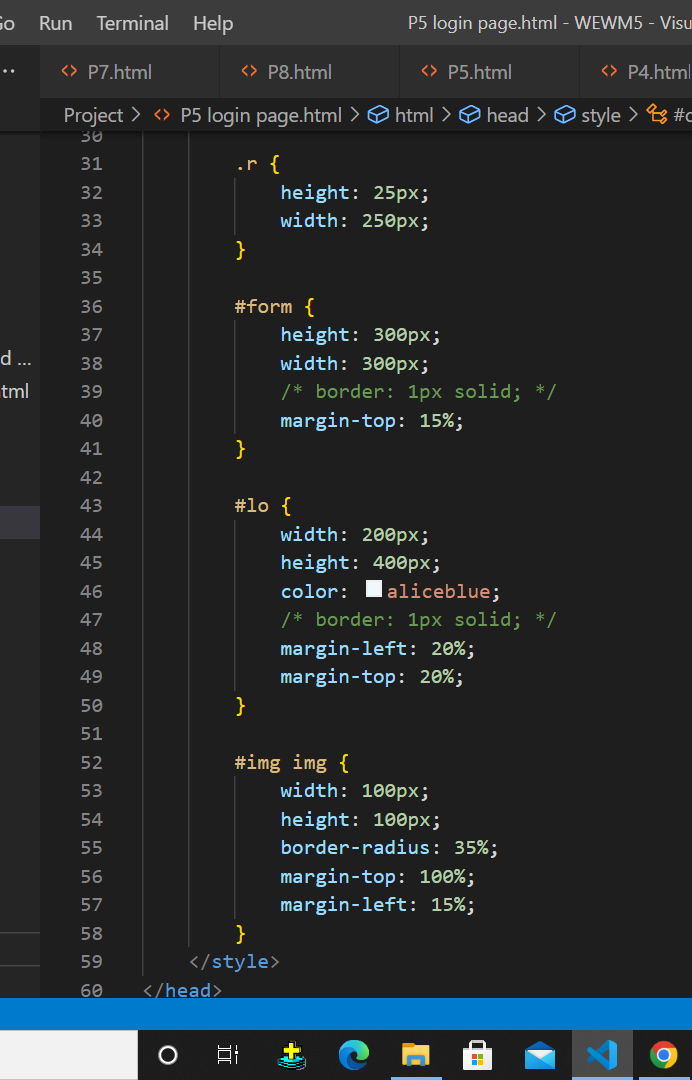 Go Run Terminal Help P5 login page.html - WEWM5 - Visu
P7.html P8.html P5.html P4.html
Project > P5 login page.html > html > head > style > #c
30
31 .r {
32 height: 25px;
33 width: 250px;
34 }
35
36 #form {
37 height: 300px;
38 width: 300px;
39 /* border: 1px solid; */
40 margin-top: 15%;
41 }
42
43 #lo {
44 width: 200px;
45 height: 400px;
46 color: aliceblue;
47 /* border: 1px solid; */
48 margin-left: 20%;
49 margin-top: 20%;
50 }
51
52 #img img {
53 width: 100px;
54 height: 100px;
55 border-radius: 35%;
56 margin-top: 100%;
57 margin-left: 15%;
58 }
59 </style>
60 </head>
d ...
tml